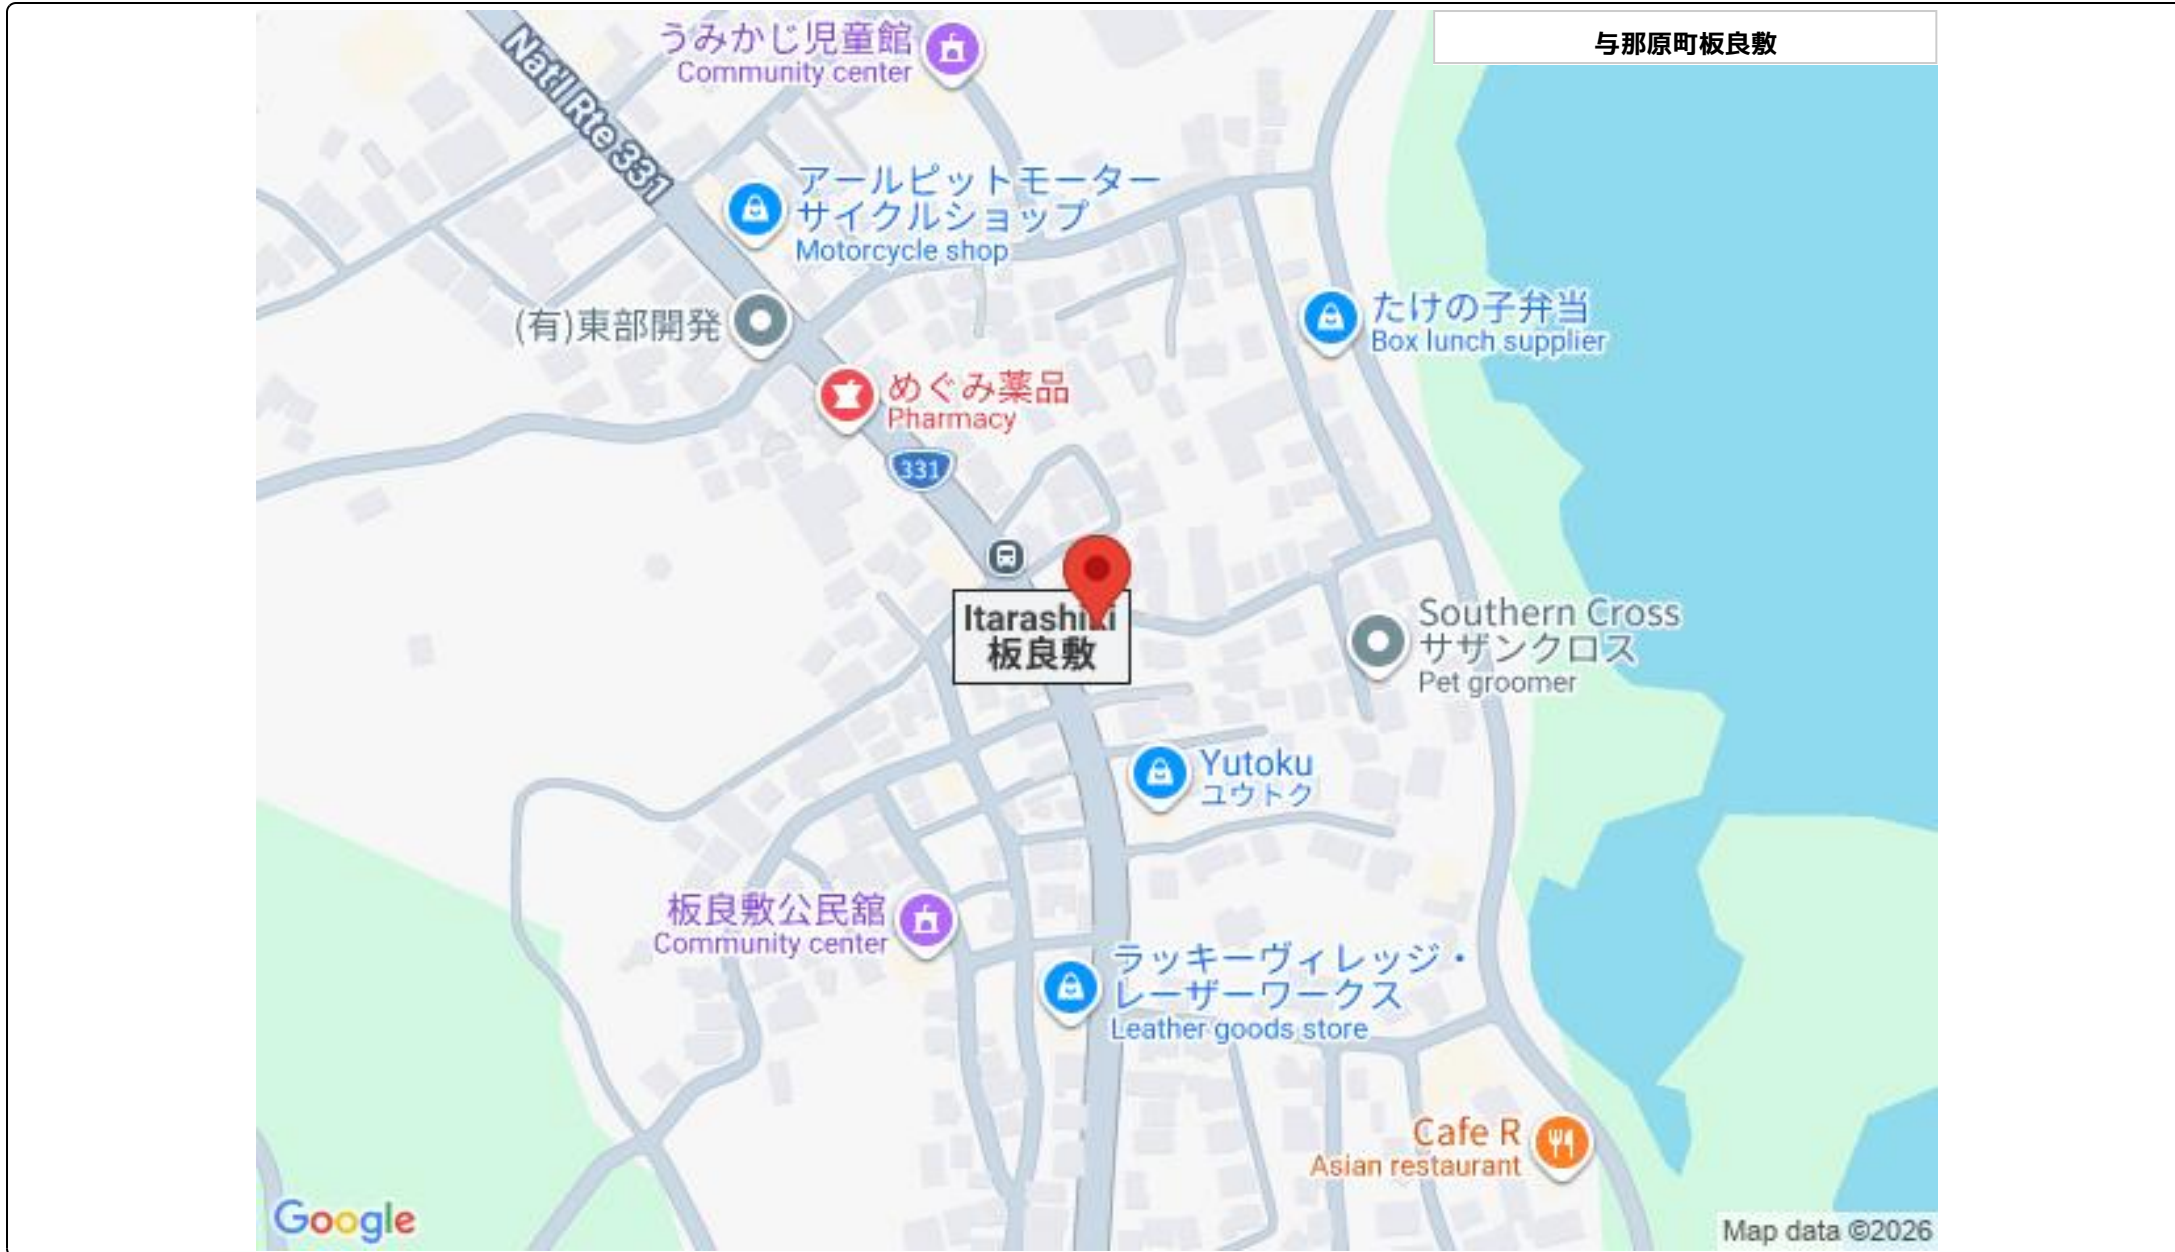 与那原町板良敷
うみかじ児童館
Community center
Nat'l Rte 331
アールピットモーター
サイクルショップ
Motorcycle shop
(有)東部開発
たけの子弁当
Box lunch supplier
めぐみ薬品
Pharmacy
331
Itarashiki
板良敷
Southern Cross
サザンクロス
Pet groomer
Yutoku
ユウトク
板良敷公民舘
Community center
ラッキーヴィレッジ・
レーザーワークス
Leather goods store
Cafe R
Asian restaurant
Google
Map data ©2026